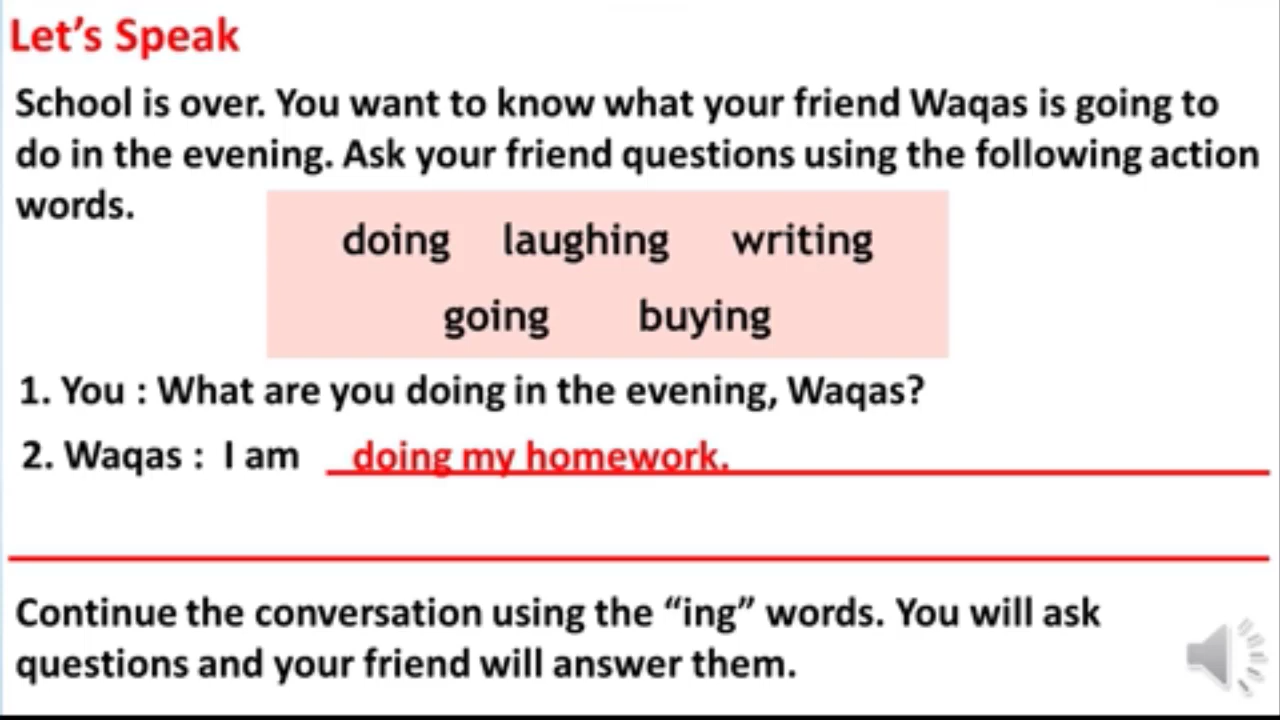 Let's Speak
School is over. You want to know what your friend Waqas is going to
do in the evening. Ask your friend questions using the following action
words.
doing laughing writing
going buying
1. You : What are you doing in the evening, Waqas?
2. Waqas : I am doing my homework.
Continue the conversation using the “ing” words. You will ask
questions and your friend will answer them.